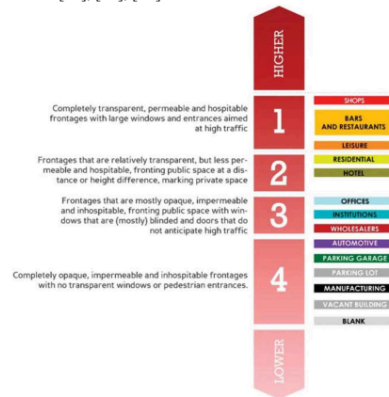 HIGHER
Completely transparent, permeable and hospitable
frontages with large windows and entrances aimed
at high traffic
1
SHOPS
BARS
AND RESTAURANTS
LEISURE
Frontages that are relatively transparent, but less per-
meable and hospitable, fronting public space at a dis-
tance or height difference, marking private space
2
RESIDENTIAL
HOTEL
Frontages that are mostly opaque, impermeable
and inhospitable, fronting public space with win-
dows that are (mostly) blinded and doors that do
not anticipate high traffic
3
OFFICES
INSTITUTIONS
WHOLESALERS
Completely opaque, impermeable and inhospitable frontages
with no transparent windows or pedestrian entrances.
4
AUTOMOTIVE
PARKING GARAGE
PARKING LOT
MANUFACTURING
VACANT BUILDING
BLANK
LOWER